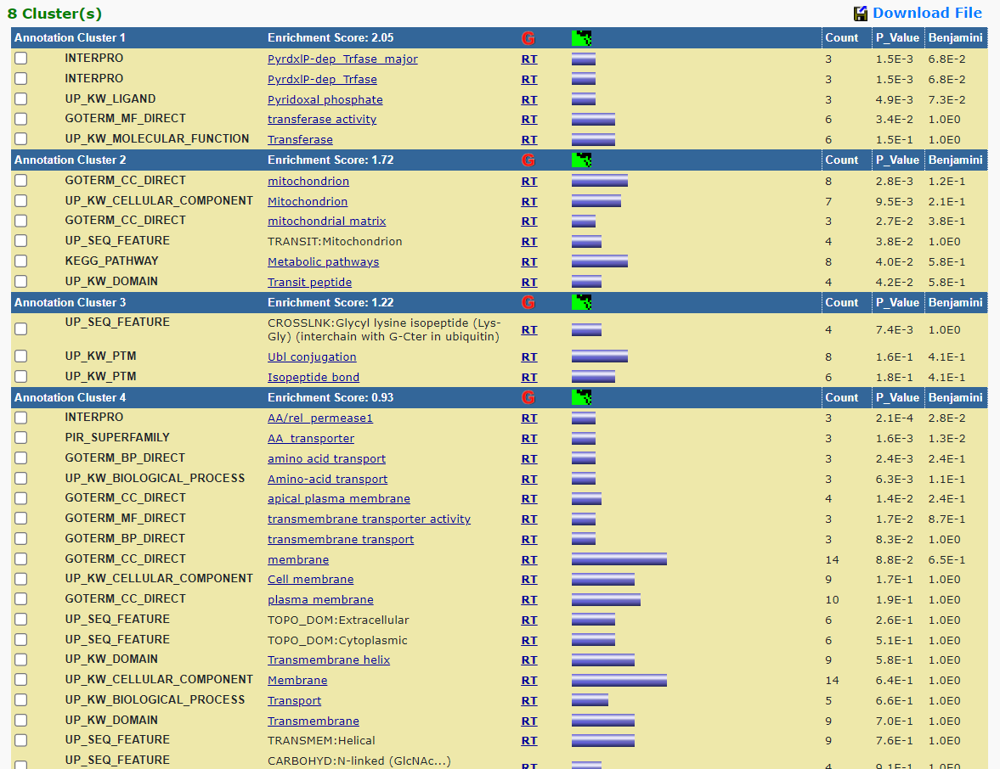 8 Cluster(s) Download File
Annotation Cluster 1 Enrichment Score: 2.05 G Count P_Value Benjamini
INTERPRO PyrdxlP-dep_Trfase_major RT 3 1.5E-3 6.8E-2
INTERPRO PyrdxlP-dep_Trfase RT 3 1.5E-3 6.8E-2
UP_KW_LIGAND Pyridoxal phosphate RT 3 4.9E-3 7.3E-2
GOTERM_MF_DIRECT transferase activity RT 6 3.4E-2 1.0E0
UP_KW_MOLECULAR_FUNCTION Transferase RT 6 1.5E-1 1.0E0
Annotation Cluster 2 Enrichment Score: 1.72 G Count P_Value Benjamini
GOTERM_CC_DIRECT mitochondrion RT 8 2.8E-3 1.2E-1
UP_KW_CELLULAR_COMPONENT Mitochondrion RT 7 9.5E-3 2.1E-1
GOTERM_CC_DIRECT mitochondrial matrix RT 3 2.7E-2 3.8E-1
UP_SEQ_FEATURE TRANSIT:Mitochondrion RT 4 3.8E-2 1.0E0
KEGG_PATHWAY Metabolic pathways RT 8 4.0E-2 5.8E-1
UP_KW_DOMAIN Transit peptide RT 4 4.2E-2 5.8E-1
Annotation Cluster 3 Enrichment Score: 1.22 G Count P_Value Benjamini
UP_SEQ_FEATURE CROSSLNK:Glycyl lysine isopeptide (Lys-
Gly) (interchain with G-Cter in ubiquitin) RT 4 7.4E-3 1.0E0
UP_KW_PTM Ubl conjugation RT 8 1.6E-1 4.1E-1
UP_KW_PTM Isopeptide bond RT 6 1.8E-1 4.1E-1
Annotation Cluster 4 Enrichment Score: 0.93 G Count P_Value Benjamini
INTERPRO AA/rel_permease1 RT 3 2.1E-4 2.8E-2
PIR_SUPERFAMILY AA_transporter RT 3 1.6E-3 1.3E-2
GOTERM_BP_DIRECT amino acid transport RT 3 2.4E-3 2.4E-1
UP_KW_BIOLOGICAL_PROCESS Amino-acid transport RT 3 6.3E-3 1.1E-1
GOTERM_CC_DIRECT apical plasma membrane RT 4 1.4E-2 2.4E-1
GOTERM_MF_DIRECT transmembrane transporter activity RT 3 1.7E-2 8.7E-1
GOTERM_BP_DIRECT transmembrane transport RT 3 8.3E-2 1.0E0
GOTERM_CC_DIRECT membrane RT 14 8.8E-2 6.5E-1
UP_KW_CELLULAR_COMPONENT Cell membrane RT 9 1.7E-1 1.0E0
GOTERM_CC_DIRECT plasma membrane RT 10 1.9E-1 1.0E0
UP_SEQ_FEATURE TOPO_DOM:Extracellular RT 6 2.6E-1 1.0E0
UP_SEQ_FEATURE TOPO_DOM:Cytoplasmic RT 6 5.1E-1 1.0E0
UP_KW_DOMAIN Transmembrane helix RT 9 5.8E-1 1.0E0
UP_KW_CELLULAR_COMPONENT Membrane RT 14 6.4E-1 1.0E0
UP_KW_BIOLOGICAL_PROCESS Transport RT 5 6.6E-1 1.0E0
UP_KW_DOMAIN Transmembrane RT 9 7.0E-1 1.0E0
UP_SEQ_FEATURE TRANSMEM:Helical RT 9 7.6E-1 1.0E0
UP_SEQ_FEATURE CARBOHYD:N-linked (GlcNAc...) RT 4 9.1E-1 1.0E0